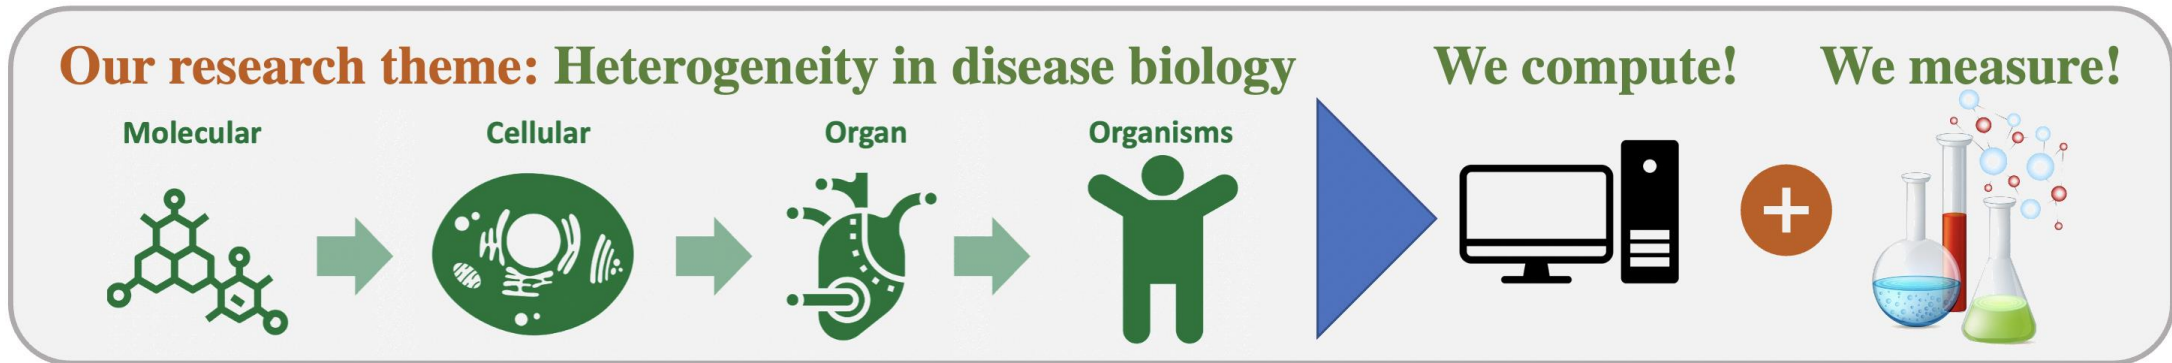 Our research theme: Heterogeneity in disease biology
We compute!
We measure!
Molecular
Cellular
Organ
Organisms